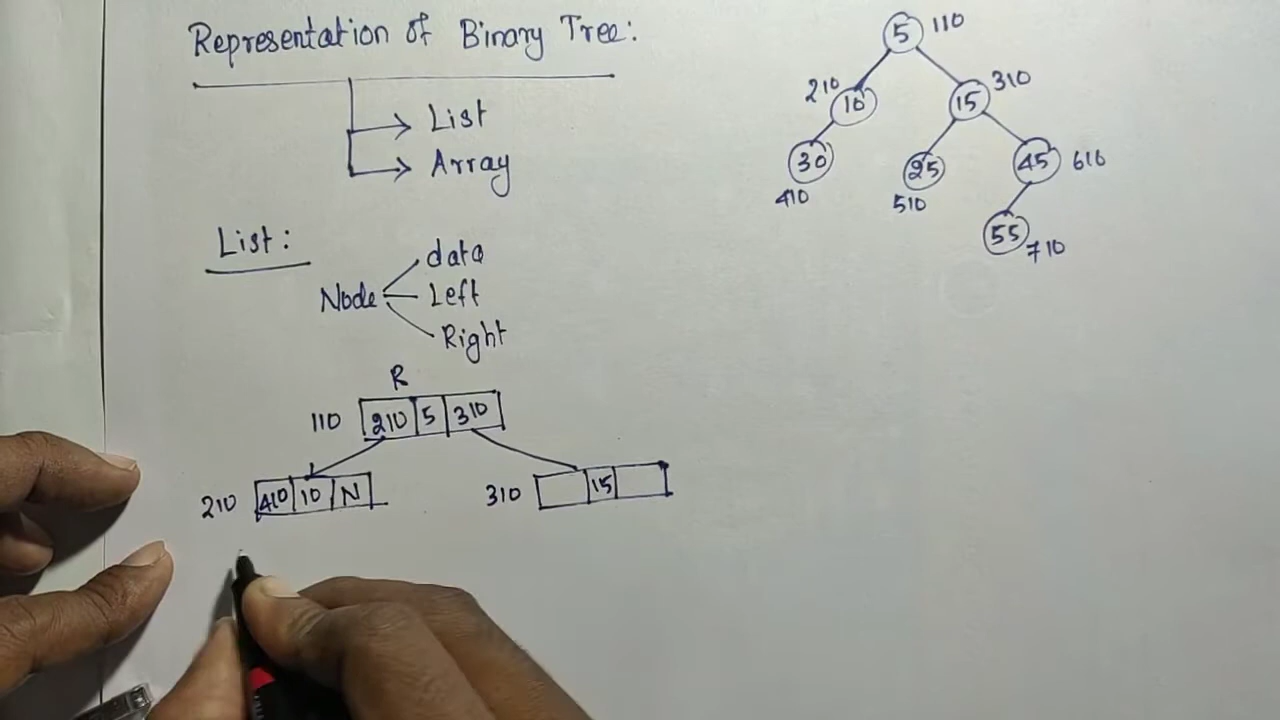 Representation of Binary Tree:
List
Array
List:
Node
data
Left
Right
R
110 210 5 310
210 410 10 N
310 15
5 110
210 10
15 310
30
25
45 610
410
510
55 710